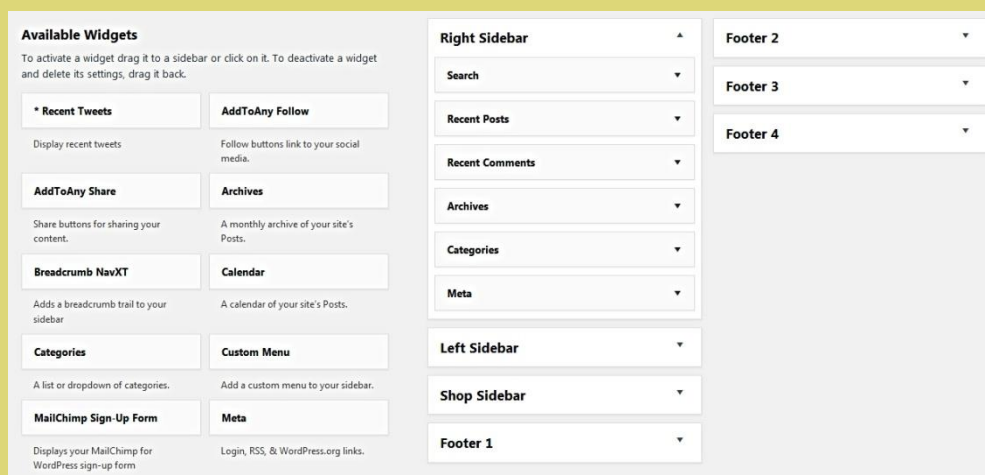 Available Widgets
To activate a widget drag it to a sidebar or click on it. To deactivate a widget
and delete its settings, drag it back.
* Recent Tweets
AddToAny Follow
Display recent tweets
Follow buttons link to your social
media.
AddToAny Share
Archives
Share buttons for sharing your
content.
A monthly archive of your site's
Posts.
Breadcrumb NavXT
Calendar
Adds a breadcrumb trail to your
sidebar
A calendar of your site's Posts.
Categories
Custom Menu
A list or dropdown of categories.
Add a custom menu to your sidebar.
MailChimp Sign-Up Form
Meta
Displays your MailChimp for
WordPress sign-up form
Login, RSS, & WordPress.org links.
Right Sidebar
Search
Recent Posts
Recent Comments
Archives
Categories
Meta
Left Sidebar
Shop Sidebar
Footer 1
Footer 2
Footer 3
Footer 4